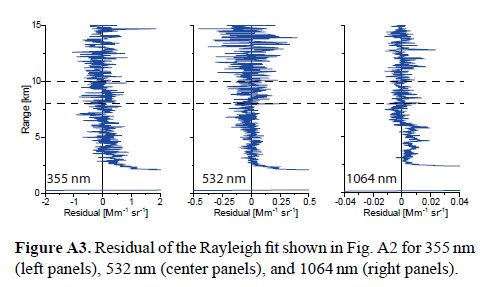 15
10
5
0
Range [km]
355 nm
-2 -1 0 1 2
Residual [Mm-1 sr-1]
532 nm
-0.5 -0.25 0 0.25 0.5
Residual [Mm-1 sr-1]
1064 nm
-0.04 -0.02 0 0.02 0.04
Residual [Mm-1 sr-1]
Figure A3. Residual of the Rayleigh fit shown in Fig. A2 for 355 nm
(left panels), 532 nm (center panels), and 1064 nm (right panels).